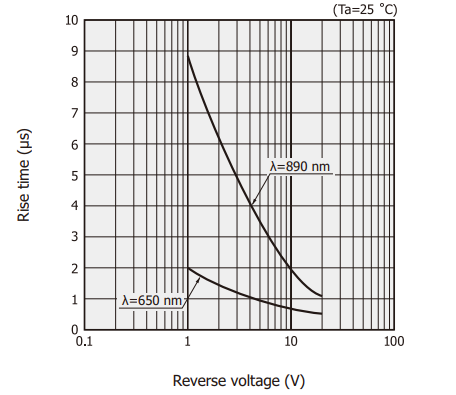 (Ta=25 °C)
10
9
8
7
6
5
4
3
2
1
0
Rise time (µs)
λ=890 nm
λ=650 nm
0.1 1 10 100
Reverse voltage (V)